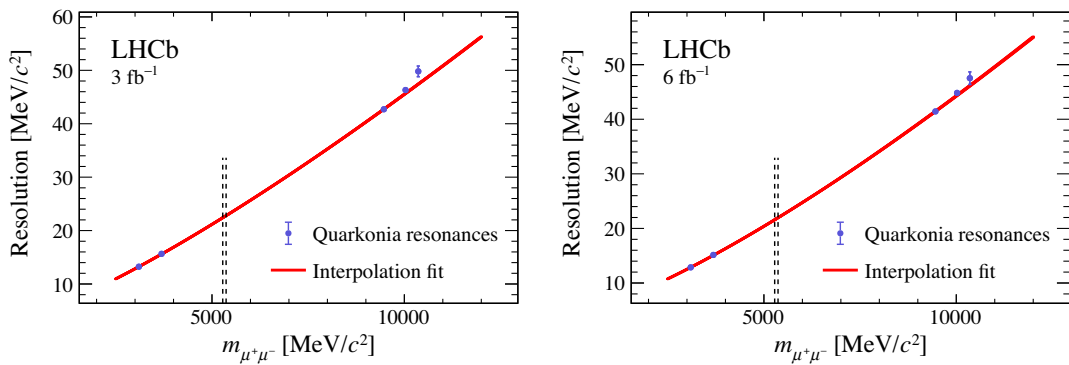 LHCb
3 fb⁻¹
Resolution [MeV/c²]
60
50
40
30
20
10
Quarkonia resonances
Interpolation fit
5000 10000
m_{μ⁺μ⁻} [MeV/c²]
LHCb
6 fb⁻¹
Resolution [MeV/c²]
50
40
30
20
10
Quarkonia resonances
Interpolation fit
5000 10000
m_{μ⁺μ⁻} [MeV/c²]